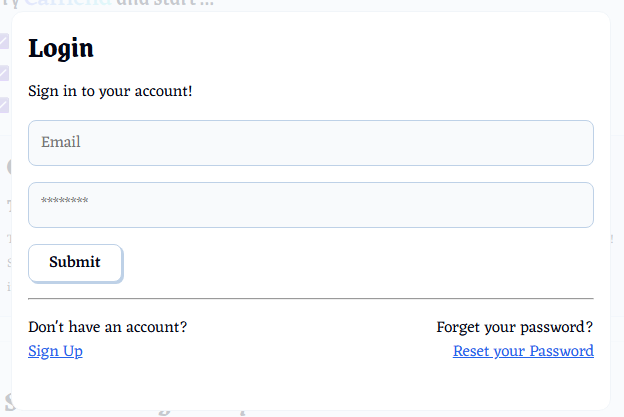 Login
Sign in to your account!
Email
********
Submit
Don't have an account?
Sign Up
Forget your password?
Reset your Password